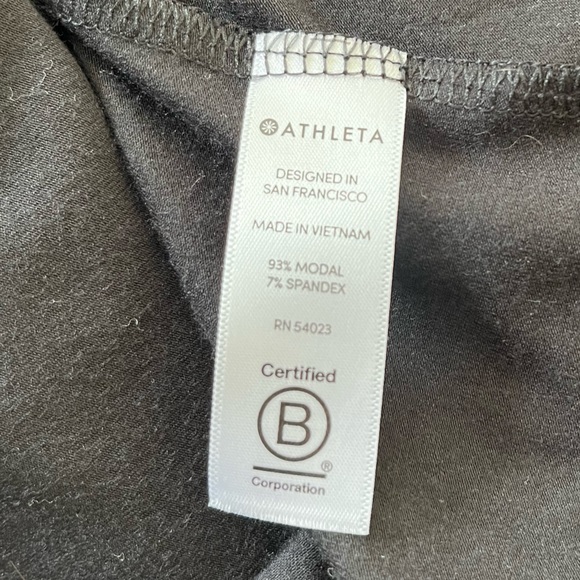 ATHLETA
DESIGNED IN
SAN FRANCISCO
MADE IN VIETNAM
93% MODAL
7% SPANDEX
RN 54023
Certified
B
®
Corporation